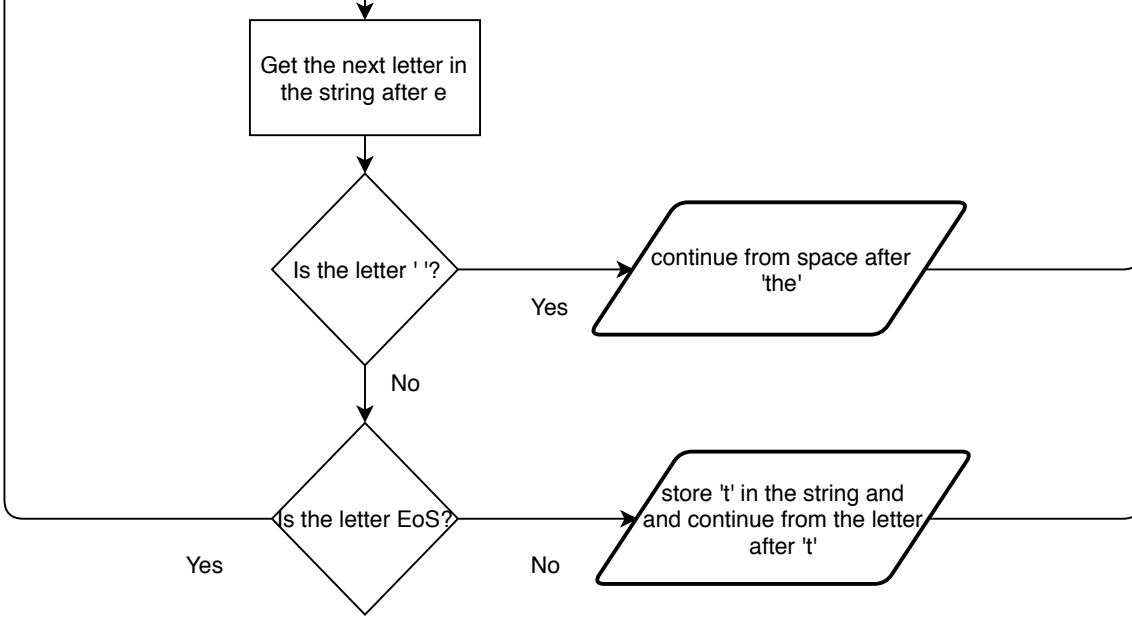 Get the next letter in
the string after e
Is the letter ' '?
continue from space after
'the'
Yes
No
Is the letter EoS?
store 't' in the string and
and continue from the letter
after 't'
Yes
No